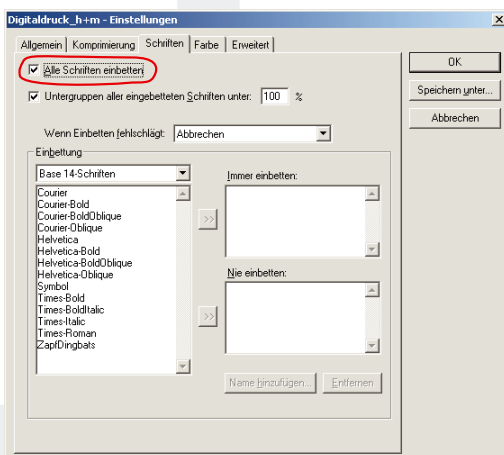 Digitaldruck_h+m - Einstellungen
Allgemein Komprimierung Schriften Farbe Erweitert
OK
Alle Schriften einbetten
Speichern unter...
Untergruppen aller eingebetteten Schriften unter: 100 %
Abbrechen
Wenn Einbetten fehlschlägt: Abbrechen
Einbettung
Base 14-Schriften
Immer einbetten:
Courier
Courier-Bold
Courier-BoldOblique
Courier-Oblique
>>
Helvetica
Helvetica-Bold
Helvetica-BoldOblique
Helvetica-Oblique
Nie einbetten:
Symbol
Times-Bold
Times-BoldItalic
Times-Italic
>>
Times-Roman
ZapfDingbats
Name hinzufügen... Entfernen